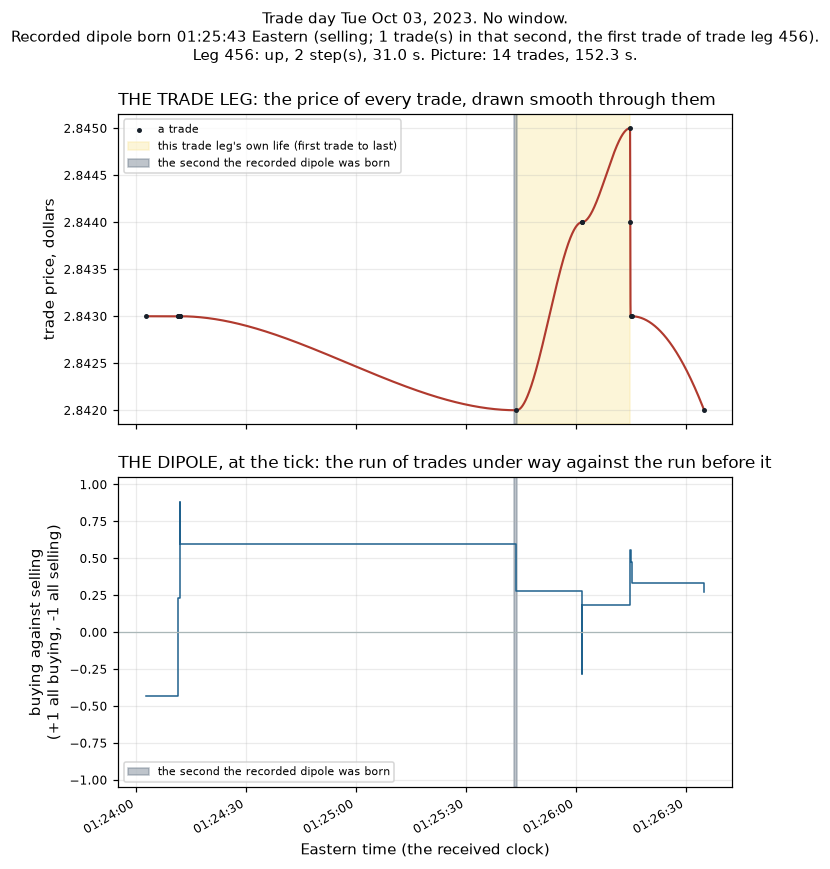 Trade day Tue Oct 03, 2023. No window.
Recorded dipole born 01:25:43 Eastern (selling; 1 trade(s) in that second, the first trade of trade leg 456).
Leg 456: up, 2 step(s), 31.0 s. Picture: 14 trades, 152.3 s.
THE TRADE LEG: the price of every trade, drawn smooth through them
a trade
this trade leg's own life (first trade to last)
the second the recorded dipole was born
trade price, dollars
2.8450
2.8445
2.8440
2.8435
2.8430
2.8425
2.8420
THE DIPOLE, at the tick: the run of trades under way against the run before it
buying against selling
(+1 all buying, -1 all selling)
1.00
0.75
0.50
0.25
0.00
−0.25
−0.50
−0.75
−1.00
the second the recorded dipole was born
01:24:00
01:24:30
01:25:00
01:25:30
01:26:00
01:26:30
Eastern time (the received clock)